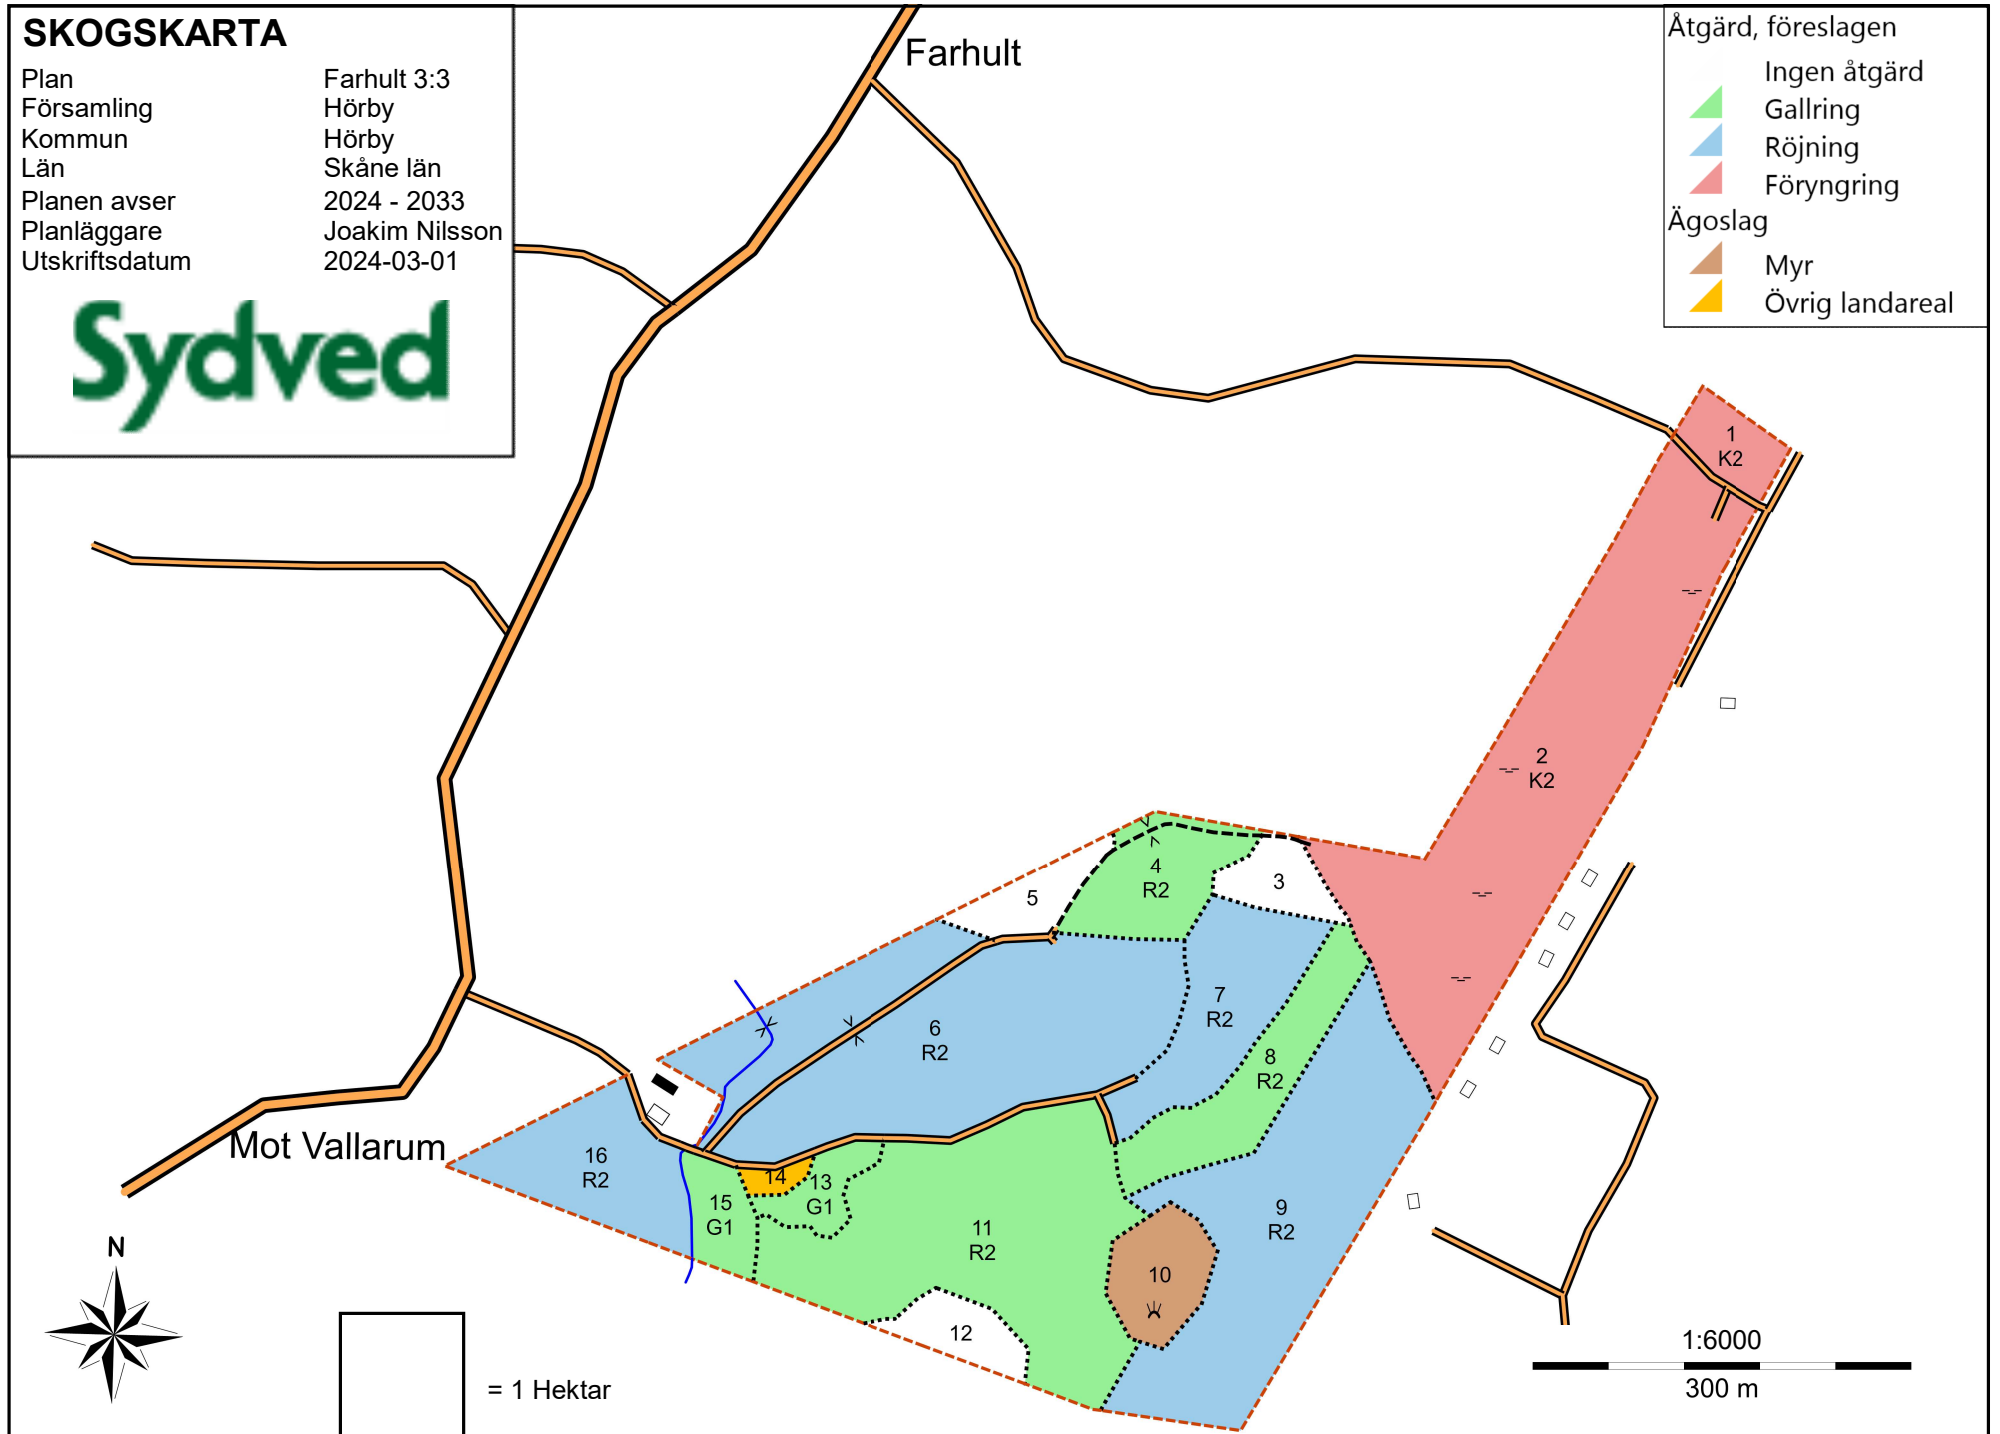 SKOGSKARTA
Plan Farhult 3:3
Församling Hörby
Kommun Hörby
Län Skåne län
Planen avser 2024 - 2033
Planläggare Joakim Nilsson
Utskriftsdatum 2024-03-01
Sydved
Farhult
Åtgärd, föreslagen
Ingen åtgärd
Gallring
Röjning
Föryngring
Ägoslag
Myr
Övrig landareal
1
K2
2
K2
3
4
R2
5
6
R2
7
R2
8
R2
9
R2
10
11
R2
12
13
G1
14
15
G1
16
R2
Mot Vallarum
N
= 1 Hektar
1:6000
300 m